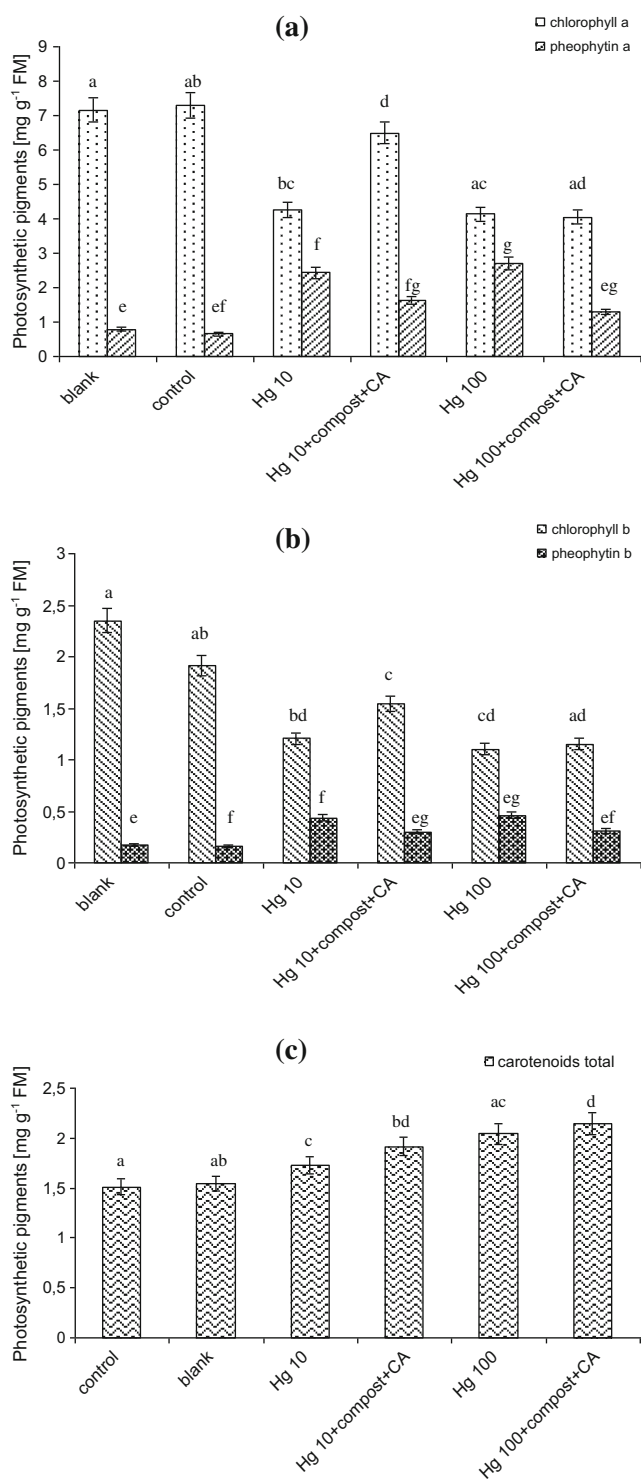 (a)
chlorophyll a
pheophytin a
Photosynthetic pigments [mg g⁻¹ FM]
9
8
7
6
5
4
3
2
1
0
a
e
ab
ef
bc
f
d
fg
ac
g
ad
eg
blank
control
Hg 10
Hg 10+compost+CA
Hg 100
Hg 100+compost+CA
(b)
chlorophyll b
pheophytin b
Photosynthetic pigments [mg g⁻¹ FM]
3
2,5
2
1,5
1
0,5
0
a
e
ab
f
bd
f
c
eg
cd
eg
ad
ef
blank
control
Hg 10
Hg 10+compost+CA
Hg 100
Hg 100+compost+CA
(c)
carotenoids total
Photosynthetic pigments [mg g⁻¹ FM]
2,5
2
1,5
1
0,5
0
a
ab
c
bd
ac
d
control
blank
Hg 10
Hg 10+compost+CA
Hg 100
Hg 100+compost+CA